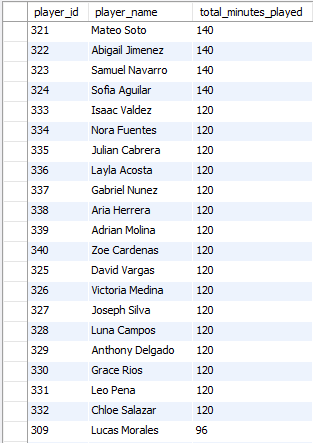 player_id player_name total_minutes_played
321 Mateo Soto 140
322 Abigail Jimenez 140
323 Samuel Navarro 140
324 Sofia Aguilar 140
333 Isaac Valdez 120
334 Nora Fuentes 120
335 Julian Cabrera 120
336 Layla Acosta 120
337 Gabriel Nunez 120
338 Aria Herrera 120
339 Adrian Molina 120
340 Zoe Cardenas 120
325 David Vargas 120
326 Victoria Medina 120
327 Joseph Silva 120
328 Luna Campos 120
329 Anthony Delgado 120
330 Grace Rios 120
331 Leo Pena 120
332 Chloe Salazar 120
309 Lucas Morales 96